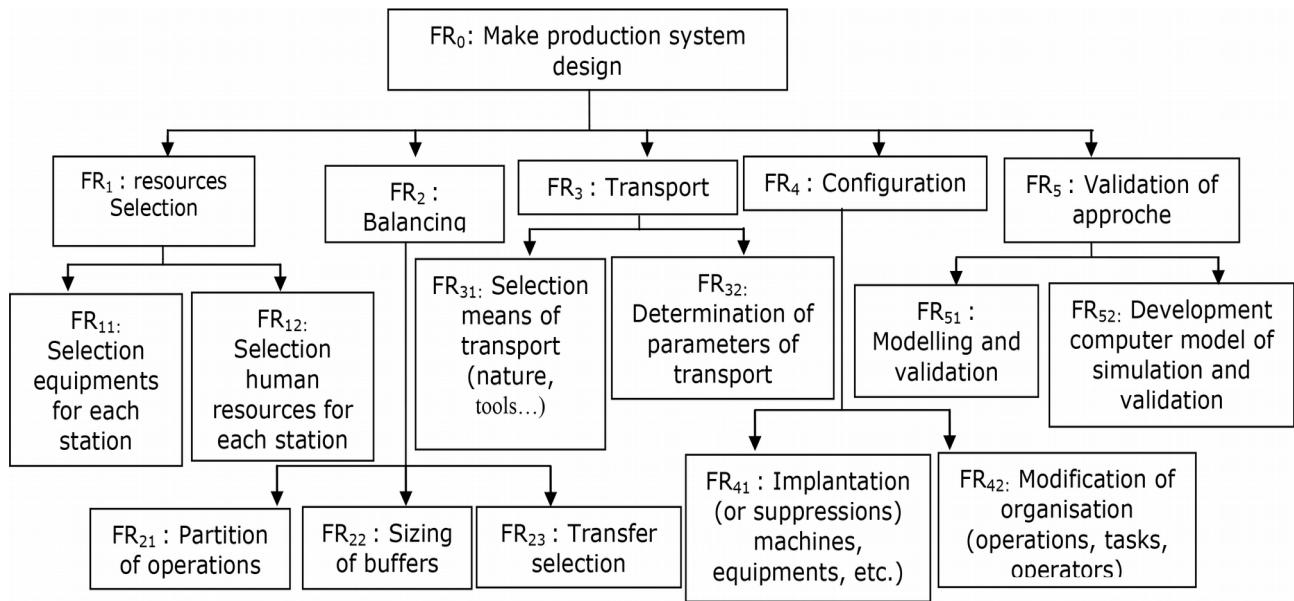 FR₀: Make production system
design
FR₁ : resources
Selection
FR₂ :
Balancing
FR₃ : Transport
FR₄ : Configuration
FR₅ : Validation of
approche
FR₁₁:
Selection
equipments
for each
station
FR₁₂:
Selection
human
resources for
each station
FR₃₁: Selection
means of
transport
(nature,
tools…)
FR₃₂:
Determination of
parameters of
transport
FR₅₁ :
Modelling and
validation
FR₅₂: Development
computer model of
simulation and
validation
FR₂₁ : Partition
of operations
FR₂₂ : Sizing
of buffers
FR₂₃ : Transfer
selection
FR₄₁ : Implantation
(or suppressions)
machines,
equipments, etc.)
FR₄₂: Modification of
organisation
(operations, tasks,
operators)